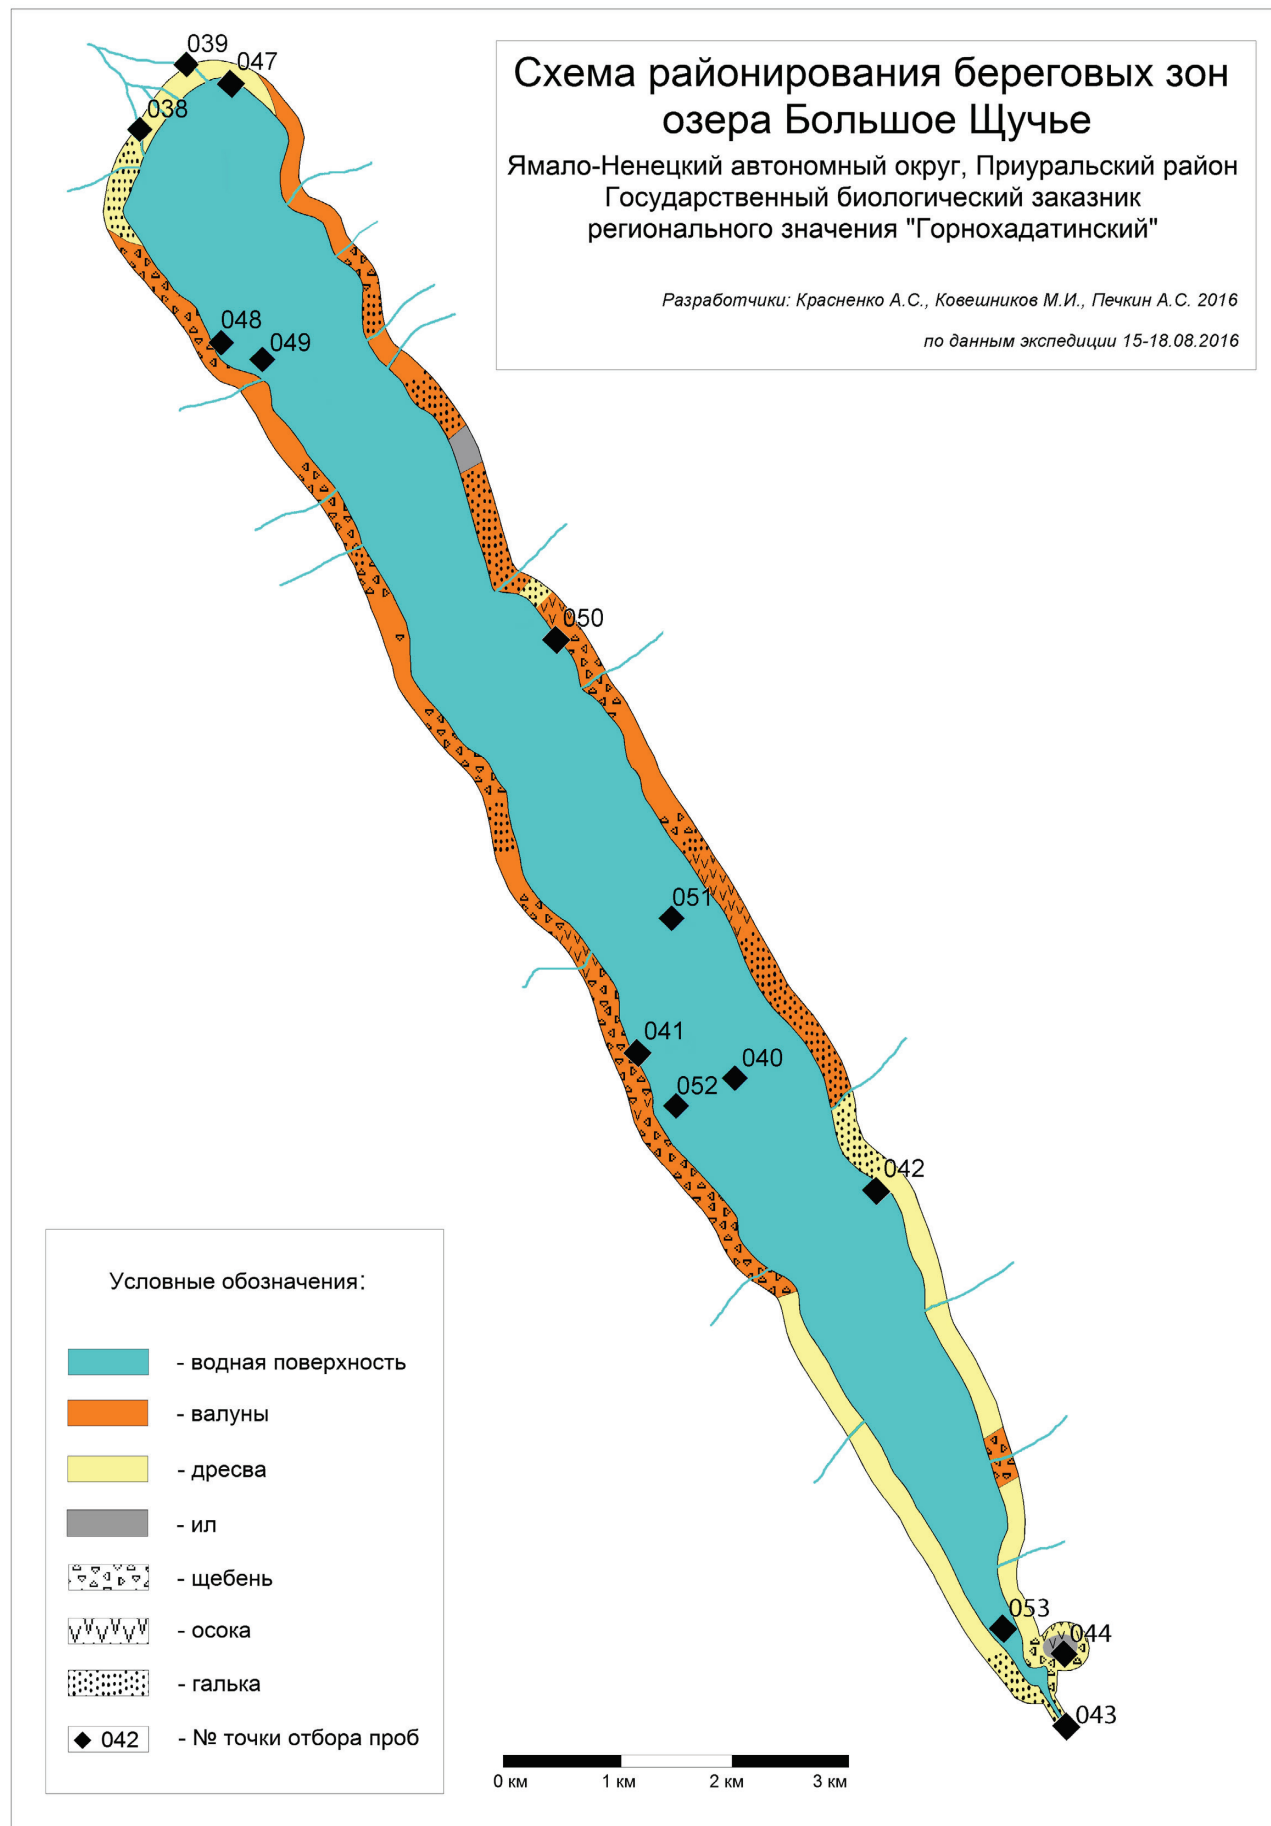 Схема районирования береговых зон
озера Большое Щучье
Ямало-Ненецкий автономный округ, Приуральский район
Государственный биологический заказник
регионального значения "Горнохадатинский"
Разработчики: Красненко А.С., Ковешников М.И., Печкин А.С. 2016
по данным экспедиции 15-18.08.2016
039
047
038
048
049
050
051
041
040
052
042
053
044
043
Условные обозначения:
- водная поверхность
- валуны
- дресва
- ил
- щебень
- осока
- галька
042 - № точки отбора проб
0 км 1 км 2 км 3 км